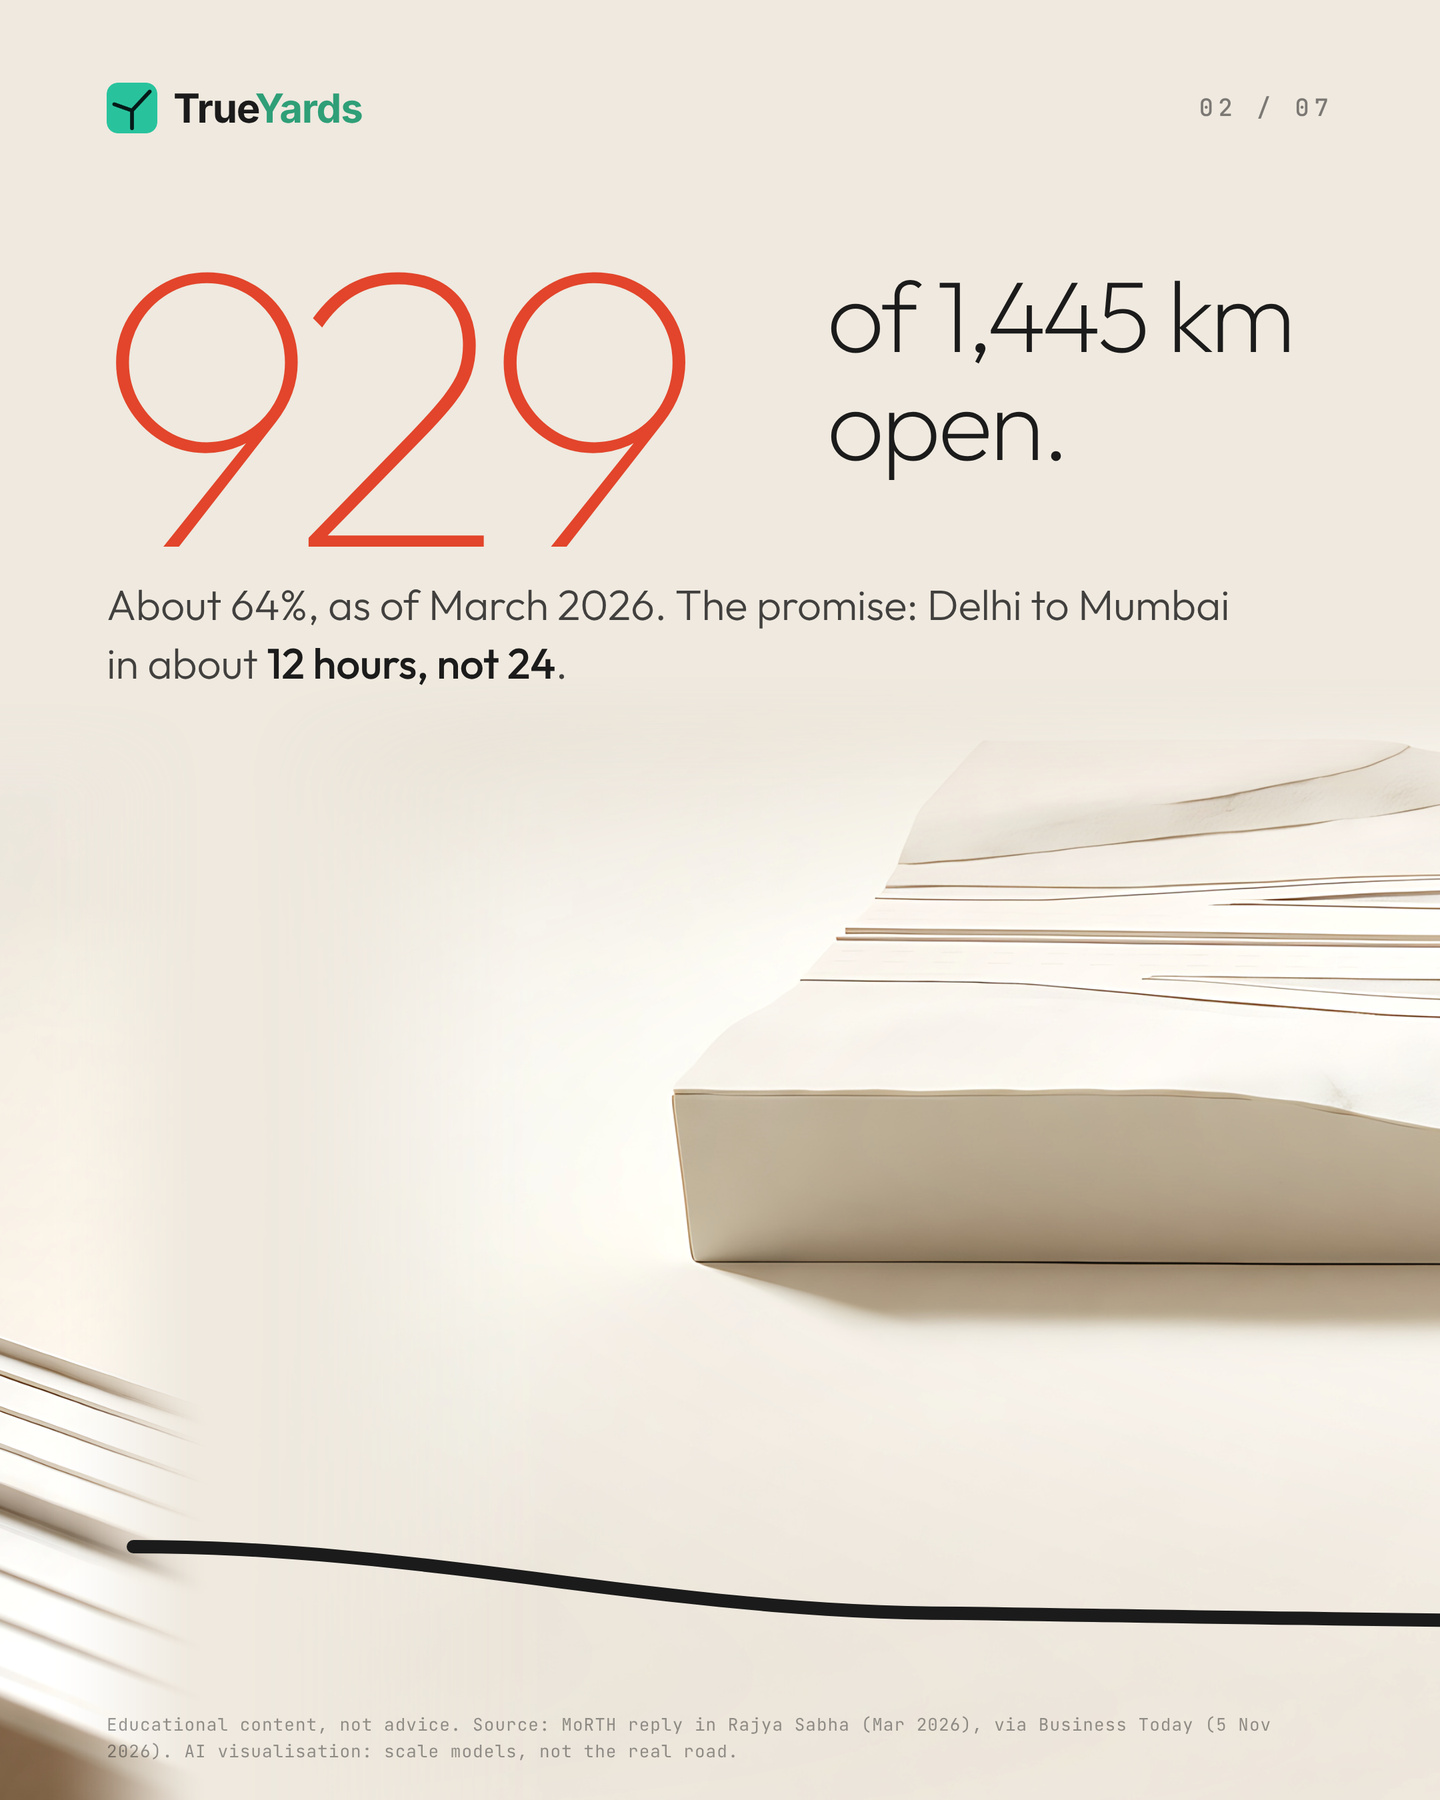 TrueYards
02 / 07
929
of 1,445 km
open.
About 64%, as of March 2026. The promise: Delhi to Mumbai
in about 12 hours, not 24.
Educational content, not advice. Source: MoRTH reply in Rajya Sabha (Mar 2026), via Business Today (5 Nov
2026). AI visualisation: scale models, not the real road.